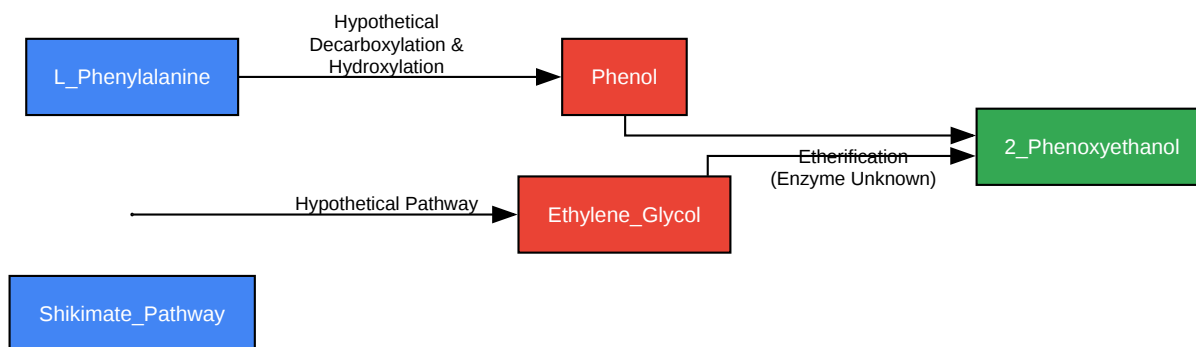 Hypothetical
Decarboxylation &
Hydroxylation
L_Phenylalanine
Phenol
2_Phenoxyethanol
Etherification
(Enzyme Unknown)
Hypothetical Pathway
Ethylene_Glycol
Shikimate_Pathway